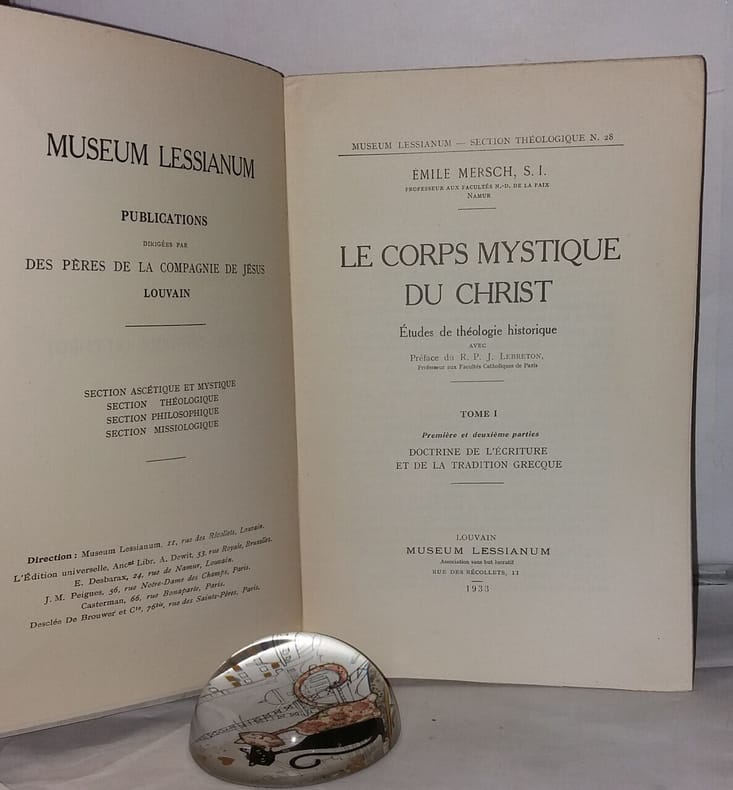 MUSEUM LESSIANUM
PUBLICATIONS
DIRIGÉES PAR
DES PÈRES DE LA COMPAGNIE DE JÉSUS
LOUVAIN
SECTION ASCÉTIQUE ET MYSTIQUE
SECTION THÉOLOGIQUE
SECTION PHILOSOPHIQUE
SECTION MISSIOLOGIQUE
Direction : Museum Lessianum, 11, rue des Récollets, Louvain.
L'Édition universelle, Ancne Libr. A. Dewit, 53, rue Royale, Bruxelles.
E. Desbarax, 24, rue de Namur, Louvain.
J. M. Peigues, 56, rue Notre-Dame des Champs, Paris.
Casterman, 66, rue Bonaparte, Paris.
Desclée De Brouwer et Cie, 76bis, rue des Saints-Pères, Paris.
MUSEUM LESSIANUM — SECTION THÉOLOGIQUE N. 28
ÉMILE MERSCH, S. I.
PROFESSEUR AUX FACULTÉS N.-D. DE LA PAIX
NAMUR
LE CORPS MYSTIQUE
DU CHRIST
Études de théologie historique
AVEC
Préface du R. P. J. LEBRETON,
Professeur aux Facultés Catholiques de Paris
TOME I
Première et deuxième parties
DOCTRINE DE L'ÉCRITURE
ET DE LA TRADITION GRECQUE
LOUVAIN
MUSEUM LESSIANUM
Association sans but lucratif
RUE DES RÉCOLLETS, 11
1933